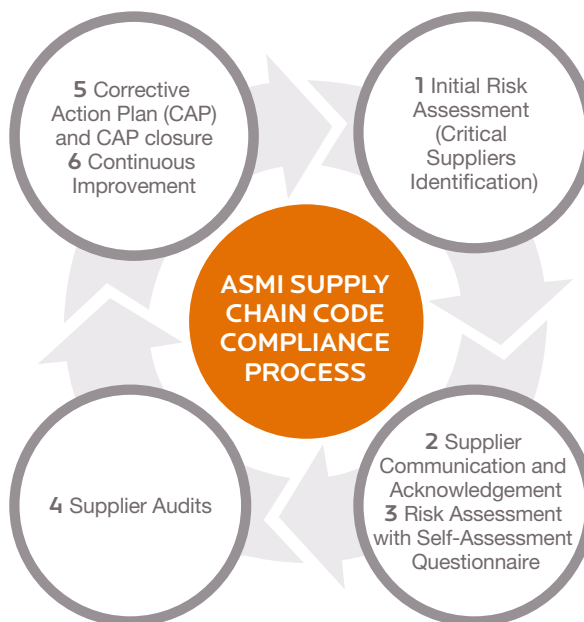 5 Corrective
Action Plan (CAP)
and CAP closure
6 Continuous
Improvement
1 Initial Risk
Assessment
(Critical
Suppliers
Identification)
ASMI SUPPLY
CHAIN CODE
COMPLIANCE
PROCESS
4 Supplier Audits
2 Supplier
Communication and
Acknowledgement
3 Risk Assessment
with Self-Assessment
Questionnaire